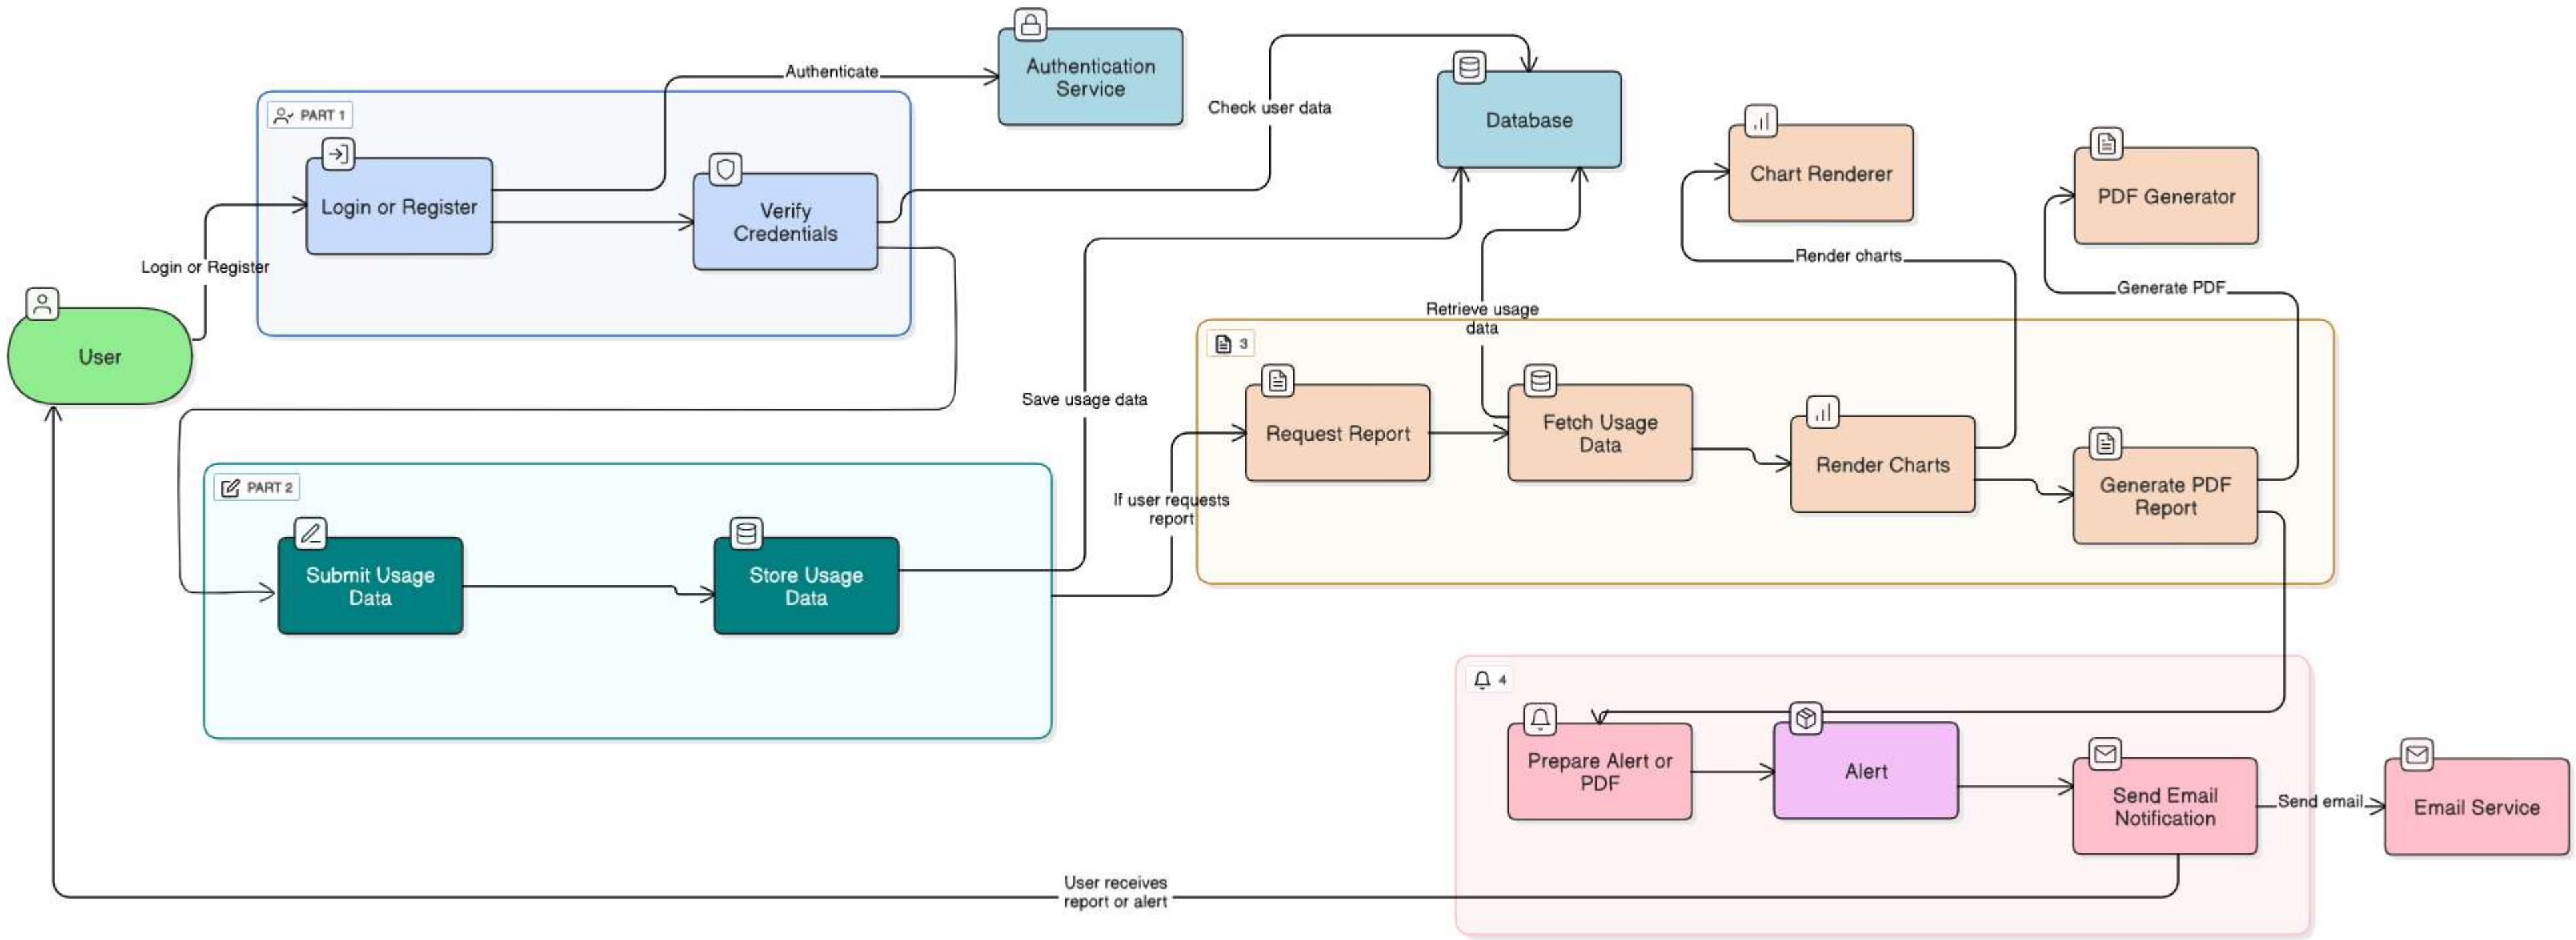 Authentication
Service
Authenticate
Check user data
Database
PART 1
Login or Register
Verify
Credentials
Login or Register
User
Chart Renderer
PDF Generator
Render charts
Generate PDF
Retrieve usage
data
Save usage data
3
Request Report
Fetch Usage
Data
Render Charts
Generate PDF
Report
If user requests
report
PART 2
Submit Usage
Data
Store Usage
Data
4
Prepare Alert or
PDF
Alert
Send Email
Notification
Send email
Email Service
User receives
report or alert